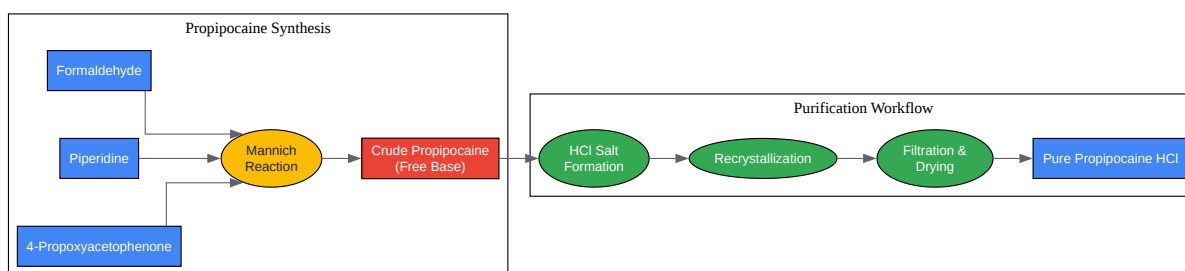 Propipocaine Synthesis
Formaldehyde
Piperidine
4-Propoxyacetophenone
Mannich
Reaction
Crude Propipocaine
(Free Base)
Purification Workflow
HCl Salt
Formation
Recrystallization
Filtration &
Drying
Pure Propipocaine HCl